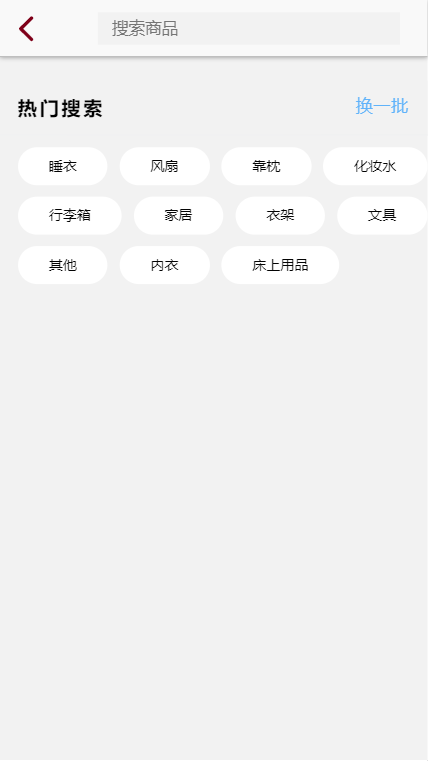 搜索商品
热门搜索 换一批
睡衣 风扇 靠枕 化妆水
行李箱 家居 衣架 文具
其他 内衣 床上用品